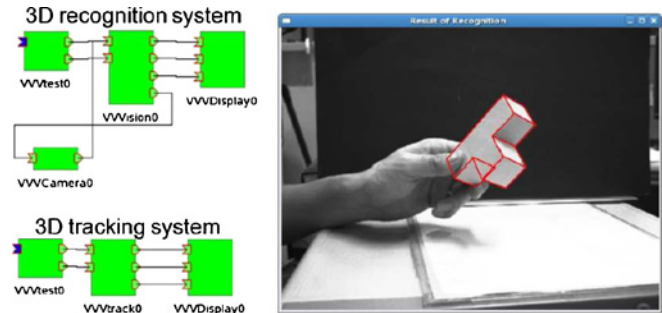 3D recognition system
VVVtest0
VVVision0
VVVDisplay0
VVVCamera0
3D tracking system
VVVtest0
VVVtrack0
VVVDisplay0
Result of Recognition